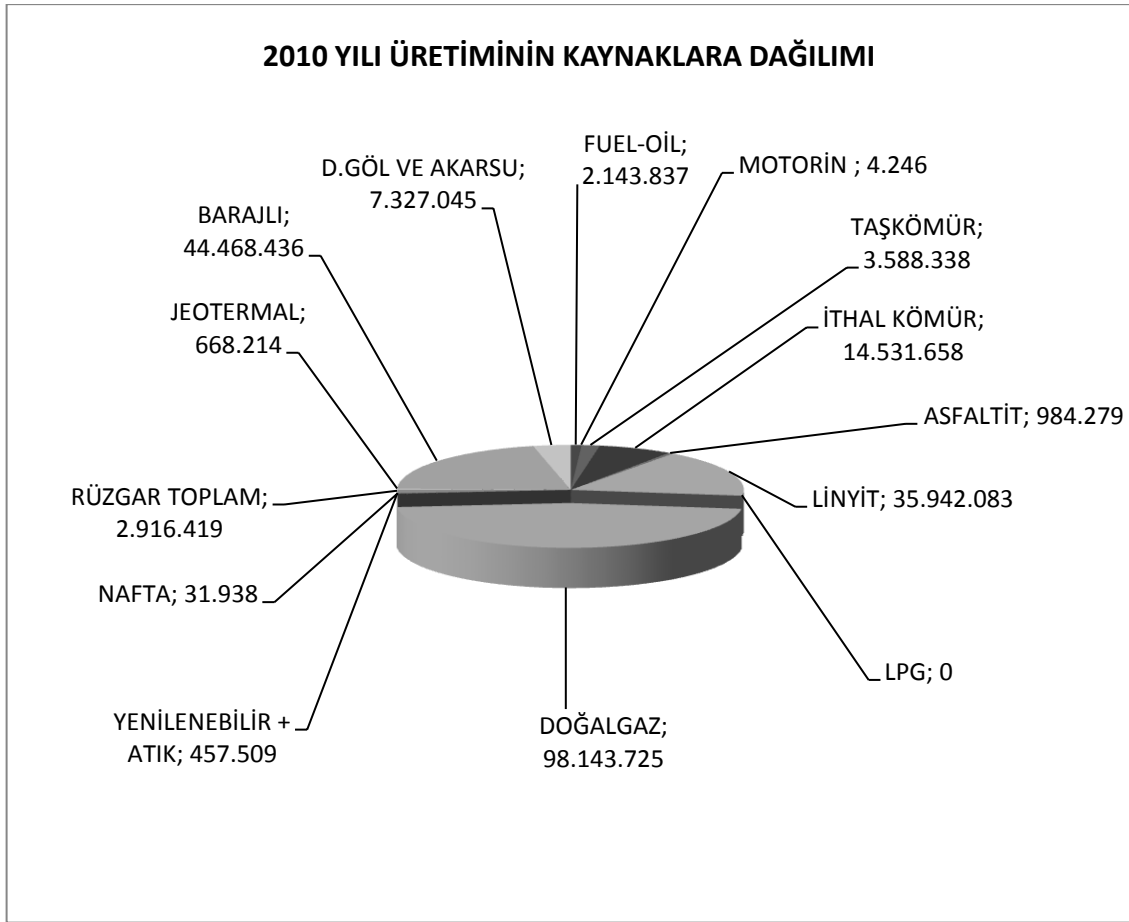 2010 YILI ÜRETİMİNİN KAYNAKLARA DAĞILIMI
FUEL-OİL;
2.143.837
MOTORİN ; 4.246
TAŞKÖMÜR;
3.588.338
İTHAL KÖMÜR;
14.531.658
ASFALTİT; 984.279
LİNYİT; 35.942.083
LPG; 0
DOĞALGAZ;
98.143.725
YENİLENEBİLİR +
ATIK; 457.509
NAFTA; 31.938
RÜZGAR TOPLAM;
2.916.419
JEOTERMAL;
668.214
BARAJLI;
44.468.436
D.GÖL VE AKARSU;
7.327.045